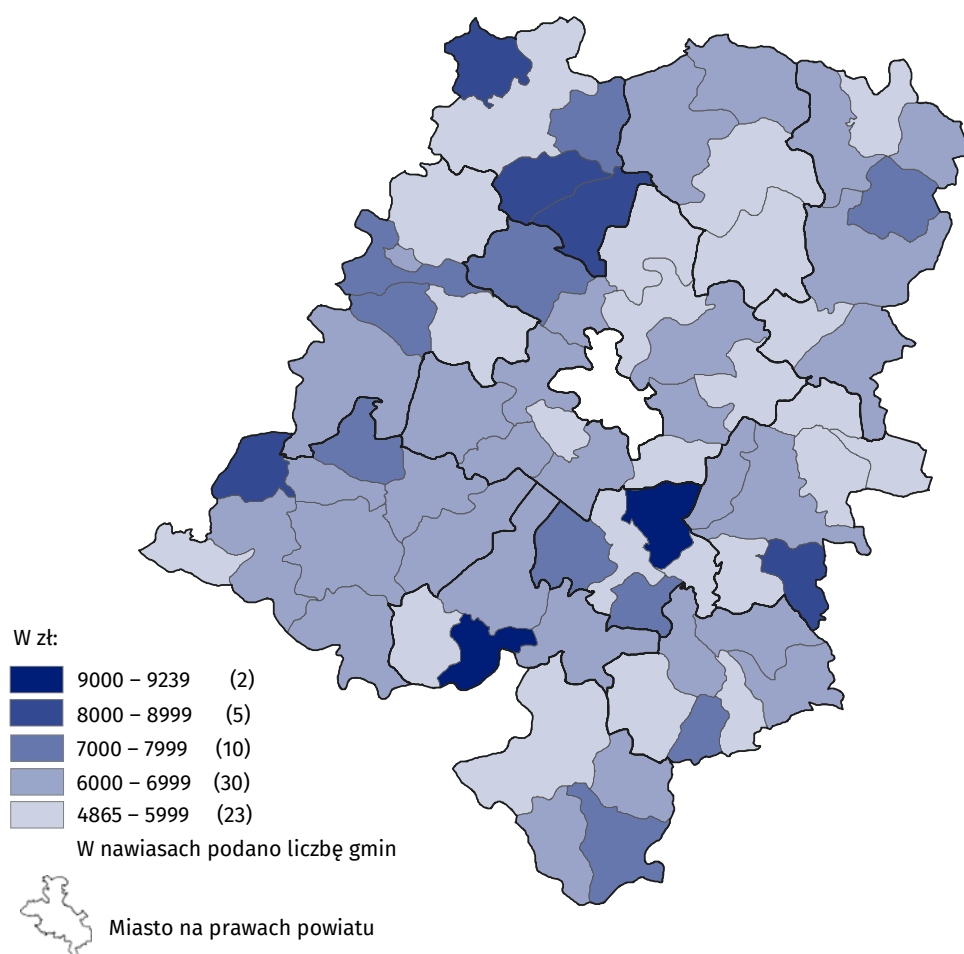 W zł:
9000 – 9239 (2)
8000 – 8999 (5)
7000 – 7999 (10)
6000 – 6999 (30)
4865 – 5999 (23)
W nawiasach podano liczbę gmin
Miasto na prawach powiatu